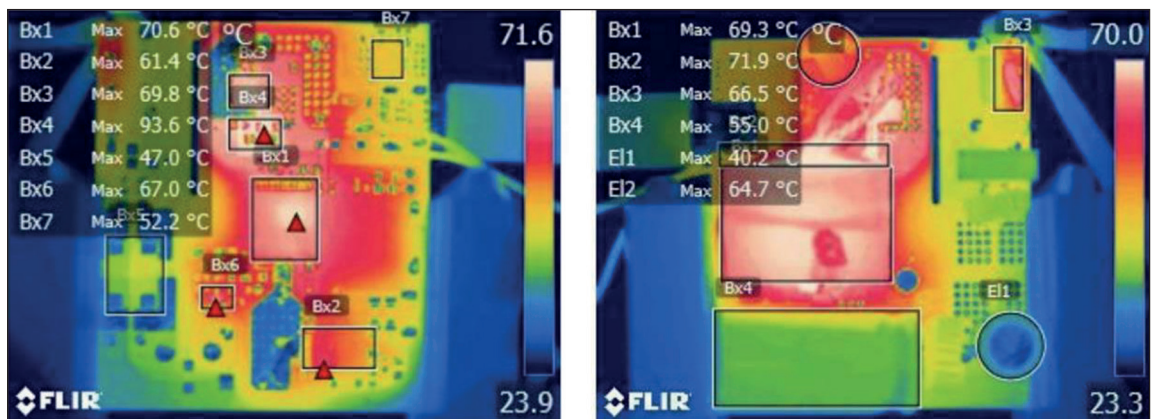 Bx1 Max 70.6 °C
Bx2 Max 61.4 °C
Bx3 Max 69.8 °C
Bx4 Max 93.6 °C
Bx5 Max 47.0 °C
Bx6 Max 67.0 °C
Bx7 Max 52.2 °C
°C
71.6
Bx7
Bx3
Bx4
Bx1
Bx5
Bx6
Bx2
FLIR
23.9
Bx1 Max 69.3 °C
Bx2 Max 71.9 °C
Bx3 Max 66.5 °C
Bx4 Max 55.0 °C
El1 Max 40.2 °C
El2 Max 64.7 °C
°C
70.0
Bx3
Bx4
El1
FLIR
23.3